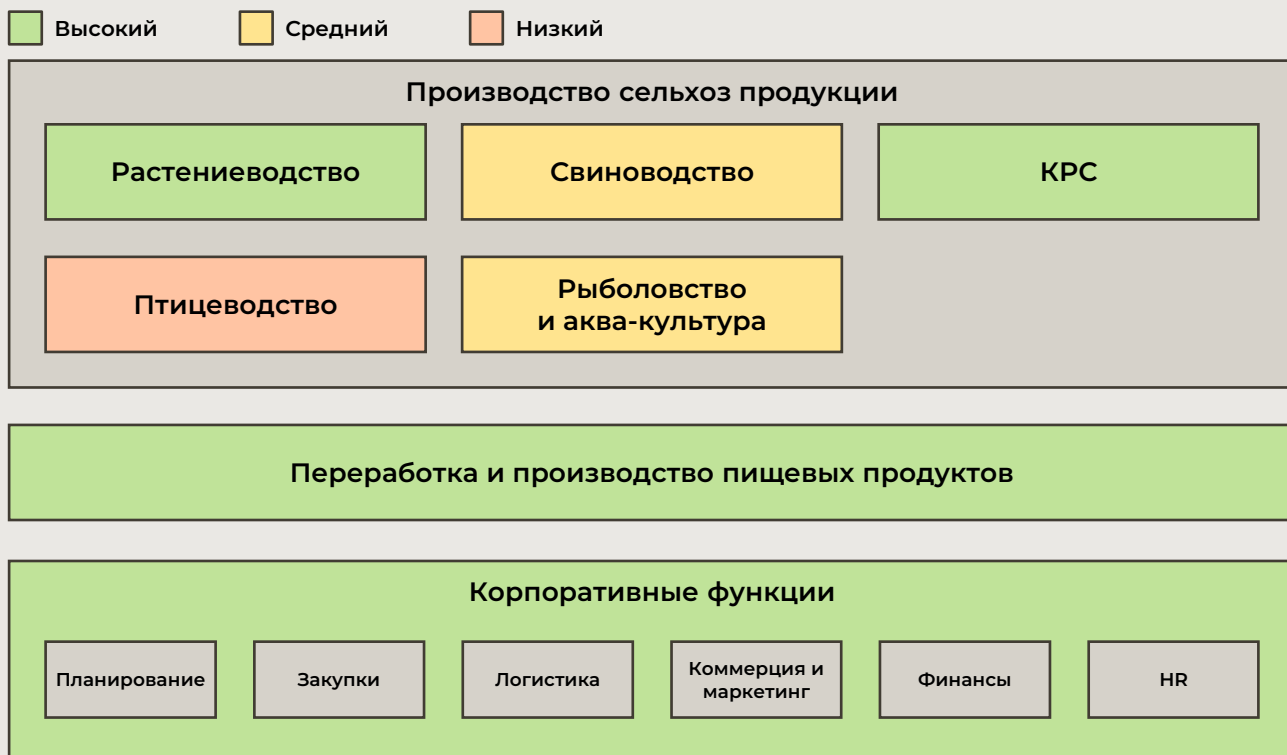 Высокий
Средний
Низкий
Производство сельхоз продукции
Растениеводство
Свиноводство
КРС
Птицеводство
Рыболовство
и аква-культура
Переработка и производство пищевых продуктов
Корпоративные функции
Планирование
Закупки
Логистика
Коммерция и
маркетинг
Финансы
HR